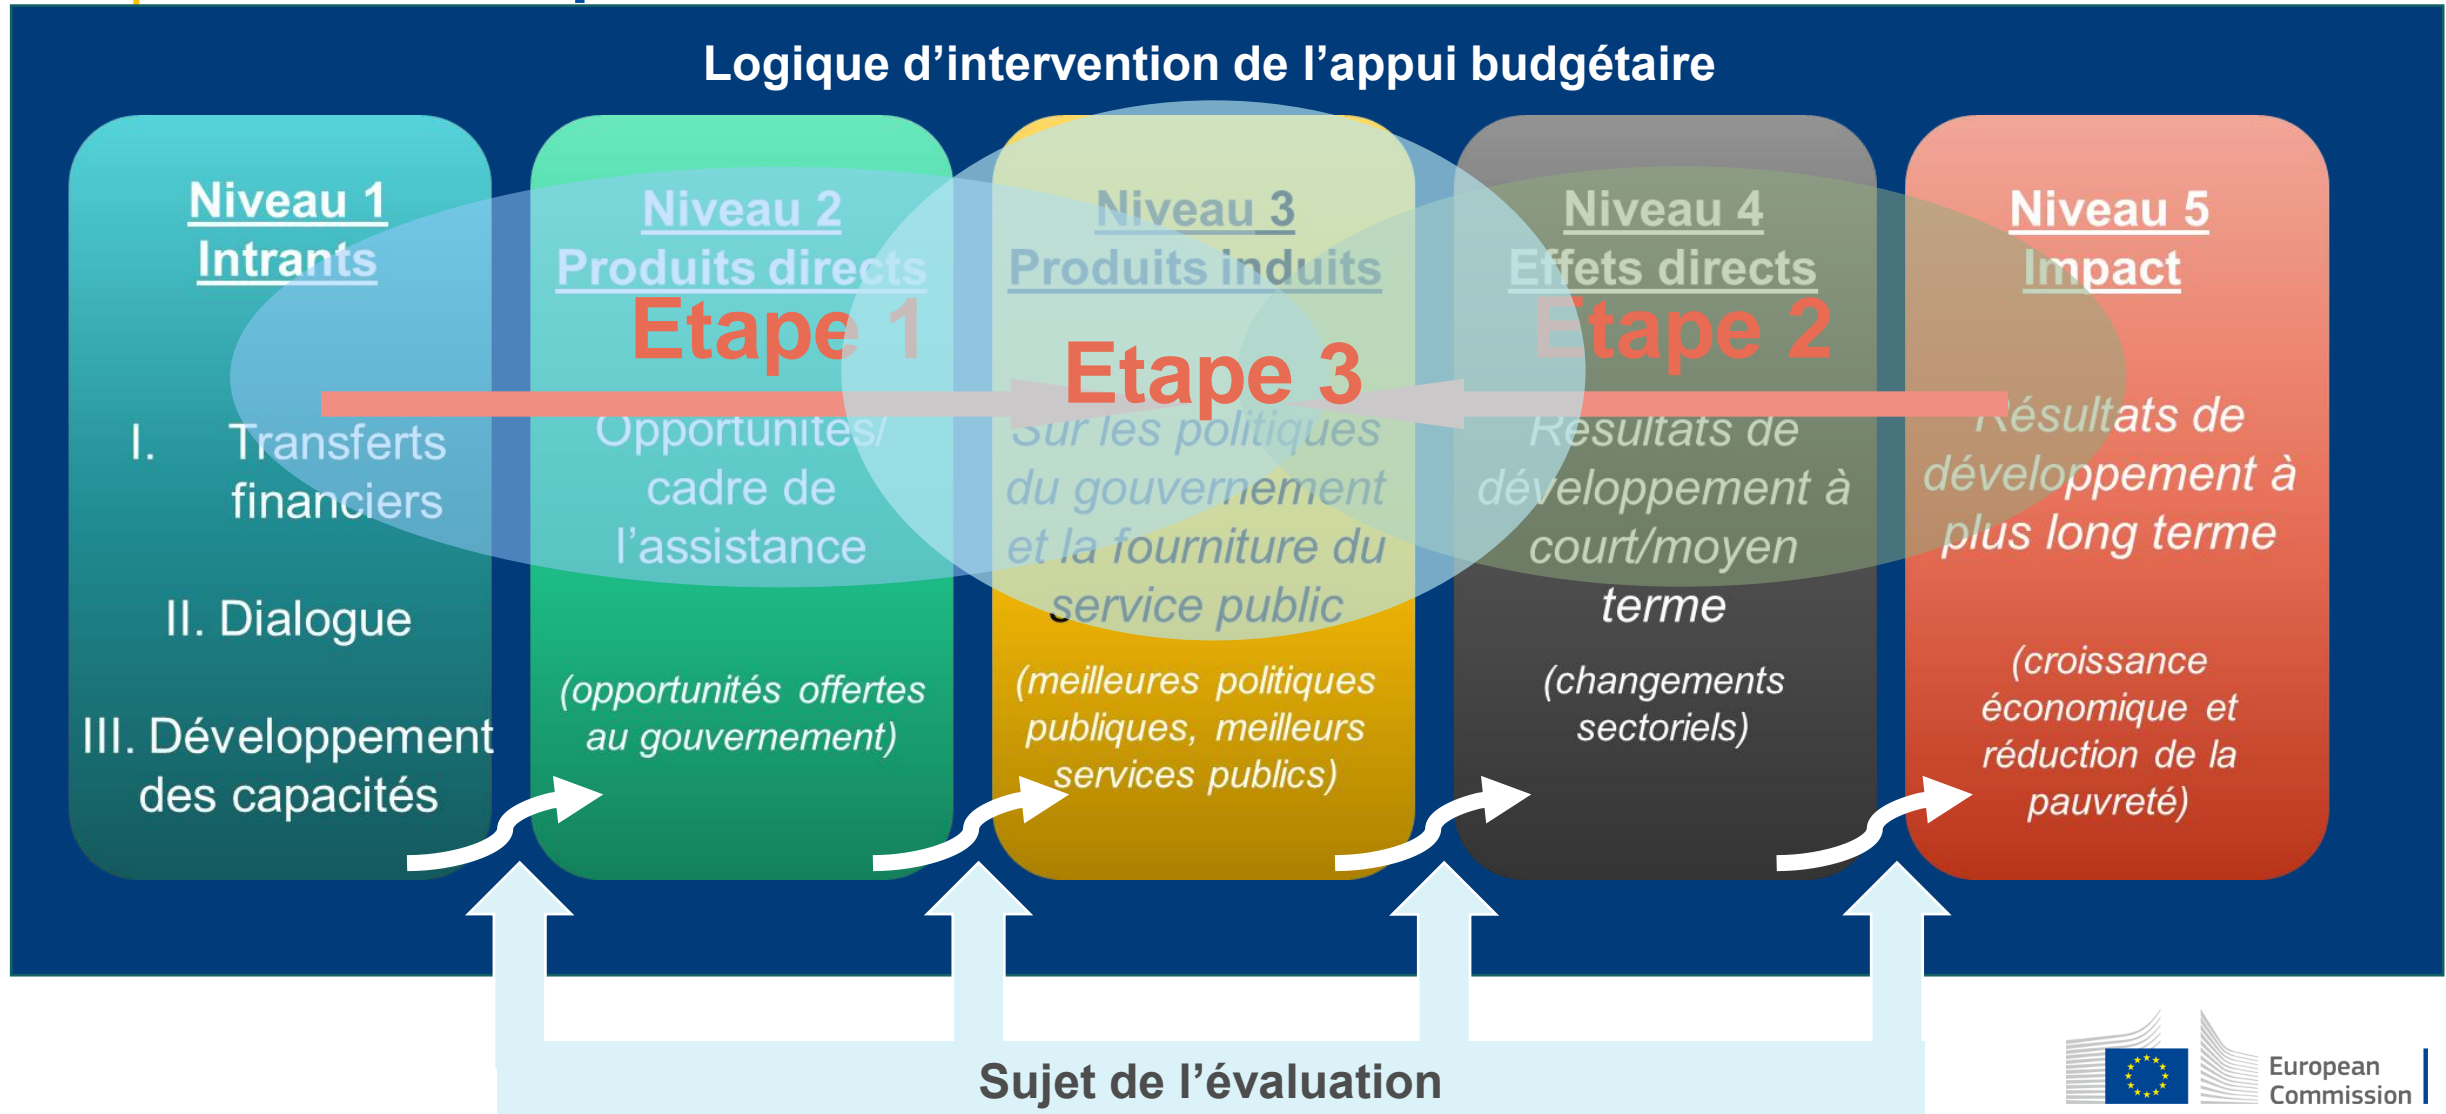 Logique d’intervention de l’appui budgétaire
Niveau 1
Intrants
I. Transferts
financiers
II. Dialogue
III. Développement
des capacités
Niveau 2
Produits directs
Etape 1
Opportunités/
cadre de
l’assistance
(opportunités offertes
au gouvernement)
Niveau 3
Produits induits
Etape 3
Sur les politiques
du gouvernement
et la fourniture du
service public
(meilleures politiques
publiques, meilleurs
services publics)
Niveau 4
Effets directs
Etape 2
Résultats de
développement à
court/moyen
terme
(changements
sectoriels)
Niveau 5
Impact
Résultats de
développement à
plus long terme
(croissance
économique et
réduction de la
pauvreté)
Sujet de l’évaluation
European
Commission